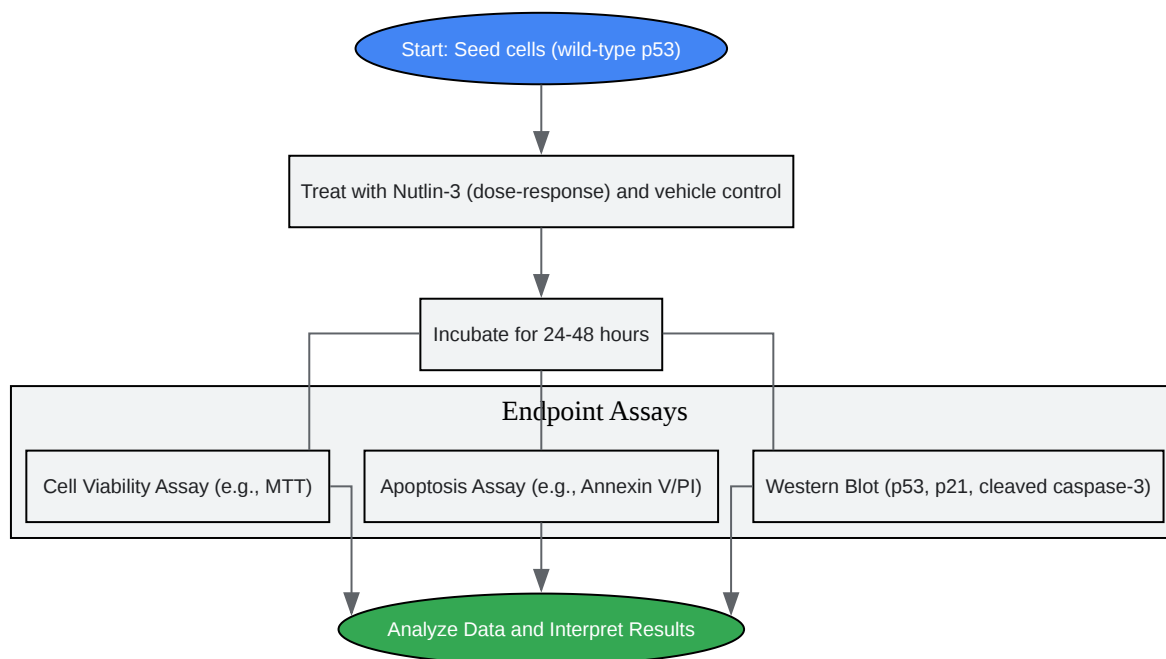 Start: Seed cells (wild-type p53)
Treat with Nutlin-3 (dose-response) and vehicle control
Incubate for 24-48 hours
Endpoint Assays
Cell Viability Assay (e.g., MTT)
Apoptosis Assay (e.g., Annexin V/PI)
Western Blot (p53, p21, cleaved caspase-3)
Analyze Data and Interpret Results